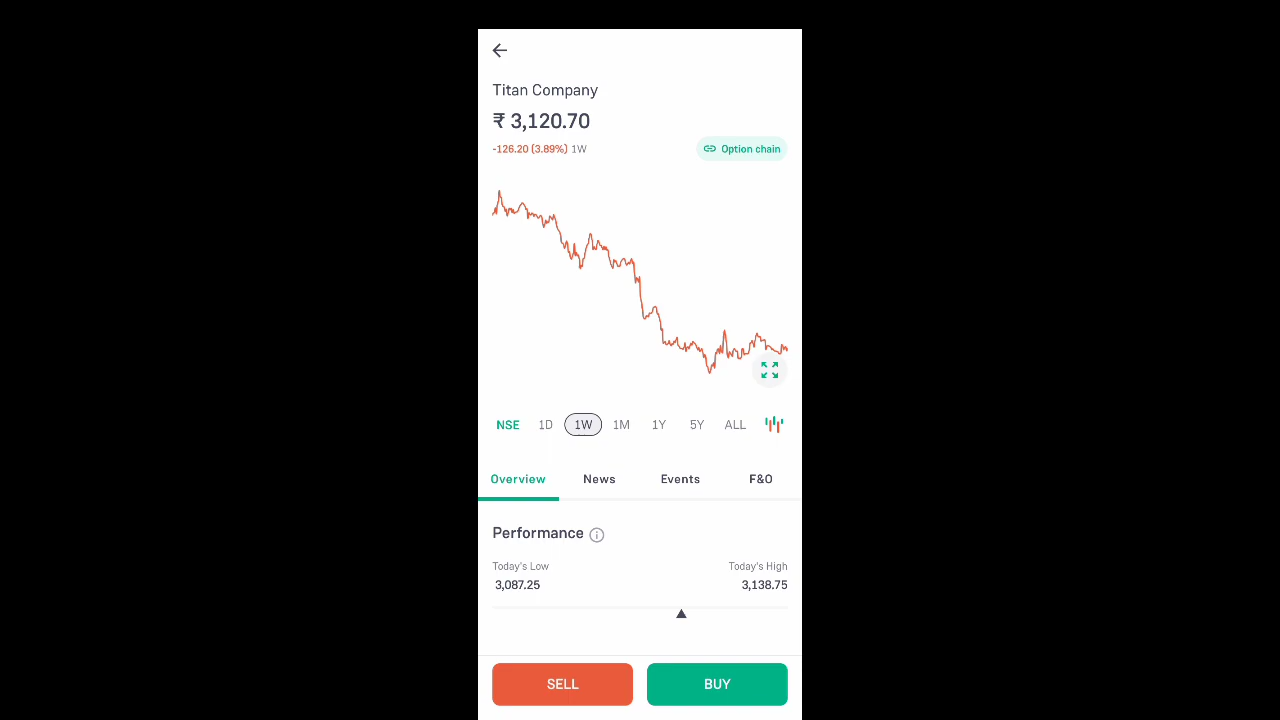 Titan Company
₹ 3,120.70
-126.20 (3.89%) 1W
Option chain
NSE 1D 1W 1M 1Y 5Y ALL
Overview News Events F&O
Performance
Today's Low Today's High
3,087.25 3,138.75
SELL BUY